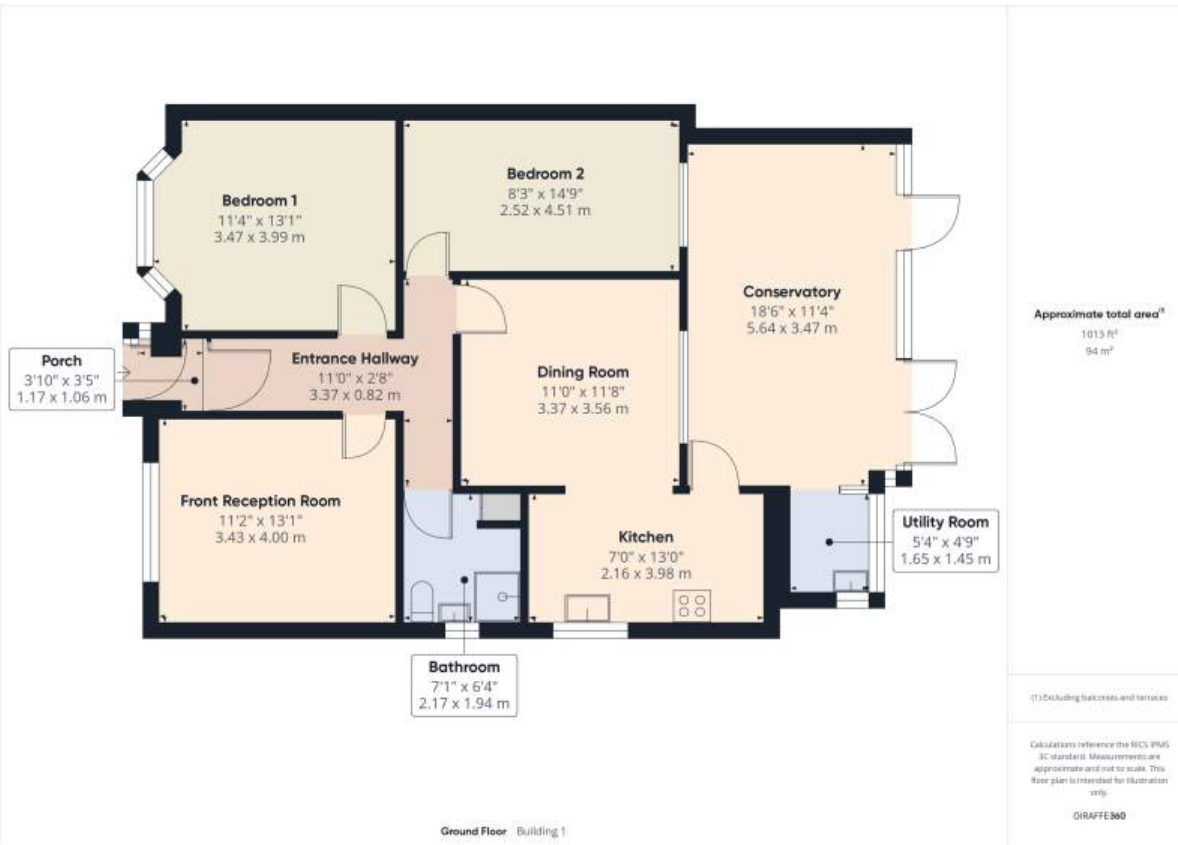 Bedroom 1
11'4" x 13'1"
3.47 x 3.99 m
Bedroom 2
8'3" x 14'9"
2.52 x 4.51 m
Conservatory
18'6" x 11'4"
5.64 x 3.47 m
Porch
3'10" x 3'5"
1.17 x 1.06 m
Entrance Hallway
11'0" x 2'8"
3.37 x 0.82 m
Dining Room
11'0" x 11'8"
3.37 x 3.56 m
Front Reception Room
11'2" x 13'1"
3.43 x 4.00 m
Kitchen
7'0" x 13'0"
2.16 x 3.98 m
Utility Room
5'4" x 4'9"
1.65 x 1.45 m
Bathroom
7'1" x 6'4"
2.17 x 1.94 m
Ground Floor Building 1
Approximate total area(1)
1013 ft²
94 m²
(1) Excluding balconies and terraces
Calculations reference the RICS IPMS
3C standard. Measurements are
approximate and not to scale. This
floor plan is intended for illustration
only.
GIRAFFE360